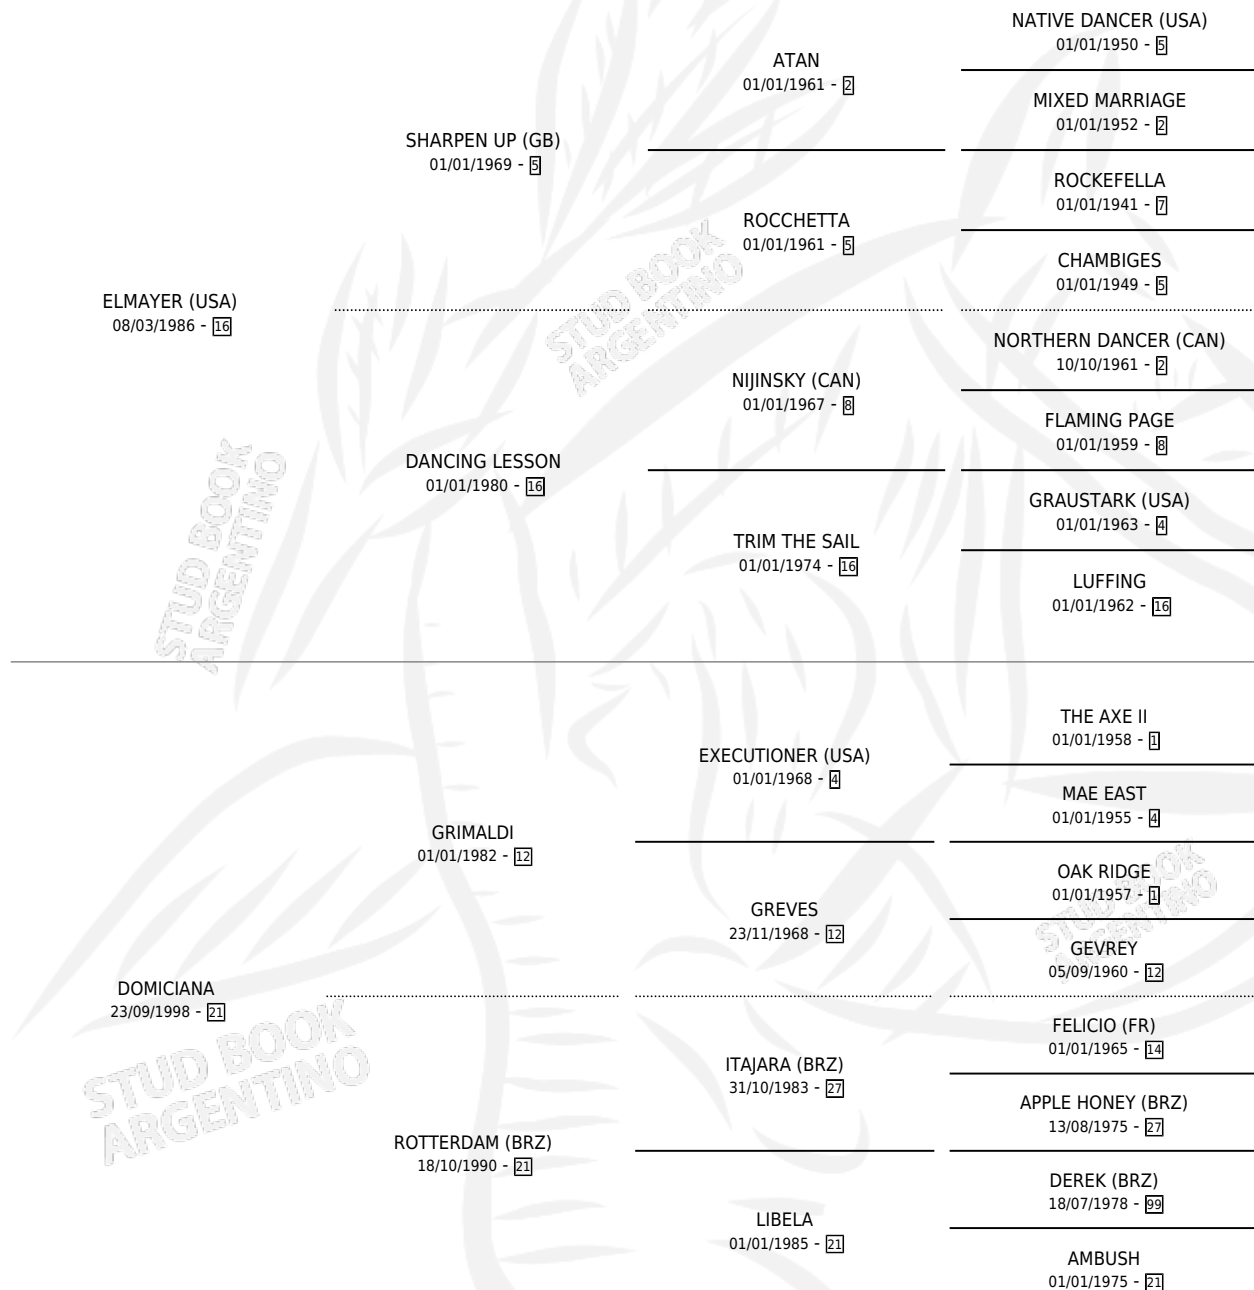 NATIVE DANCER (USA)
01/01/1950 - 5
ATAN
01/01/1961 - 2
MIXED MARRIAGE
01/01/1952 - 2
SHARPEN UP (GB)
01/01/1969 - 5
ROCKEFELLA
01/01/1941 - 7
ROCCHETTA
01/01/1961 - 5
CHAMBIGES
01/01/1949 - 5
ELMAYER (USA)
08/03/1986 - 16
NORTHERN DANCER (CAN)
10/10/1961 - 2
NIJINSKY (CAN)
01/01/1967 - 8
FLAMING PAGE
01/01/1959 - 8
DANCING LESSON
01/01/1980 - 16
GRAUSTARK (USA)
01/01/1963 - 4
TRIM THE SAIL
01/01/1974 - 16
LUFFING
01/01/1962 - 16
THE AXE II
01/01/1958 - 1
EXECUTIONER (USA)
01/01/1968 - 4
MAE EAST
01/01/1955 - 4
GRIMALDI
01/01/1982 - 12
OAK RIDGE
01/01/1957 - 1
GREVES
23/11/1968 - 12
GEVREY
05/09/1960 - 12
DOMICIANA
23/09/1998 - 21
FELICIO (FR)
01/01/1965 - 14
ITAJARA (BRZ)
31/10/1983 - 27
APPLE HONEY (BRZ)
13/08/1975 - 27
ROTTERDAM (BRZ)
18/10/1990 - 21
DEREK (BRZ)
18/07/1978 - 99
LIBELA
01/01/1985 - 21
AMBUSH
01/01/1975 - 21
STUD BOOK
ARGENTINO
STUD BOOK
ARGENTINO
STUD BOOK
ARGENTINO
STUD BOOK
ARGENTINO